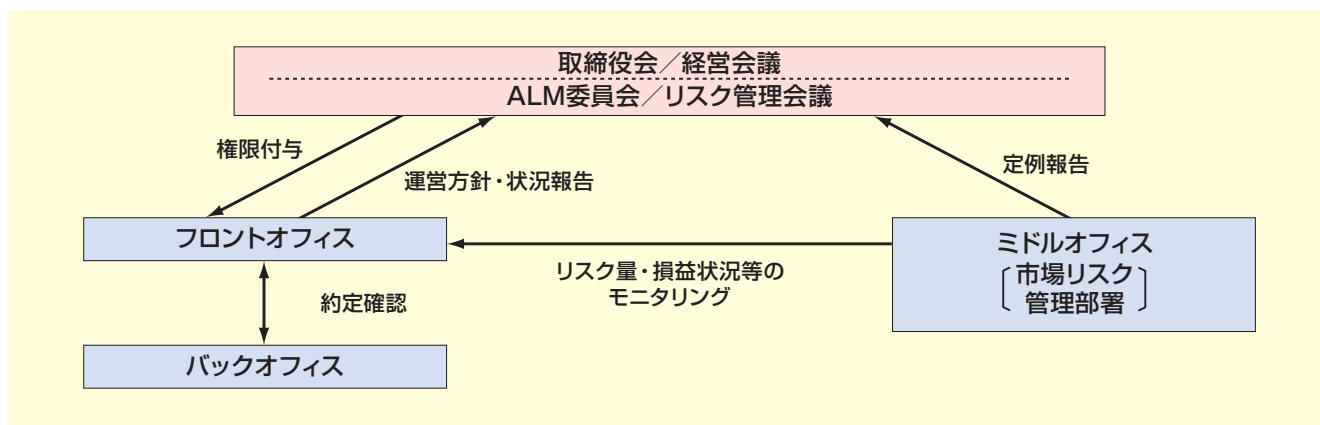 取締役会／経営会議
ALM委員会／リスク管理会議
権限付与
運営方針・状況報告
定例報告
フロントオフィス
ミドルオフィス
〔市場リスク
管理部署〕
リスク量・損益状況等の
モニタリング
約定確認
バックオフィス